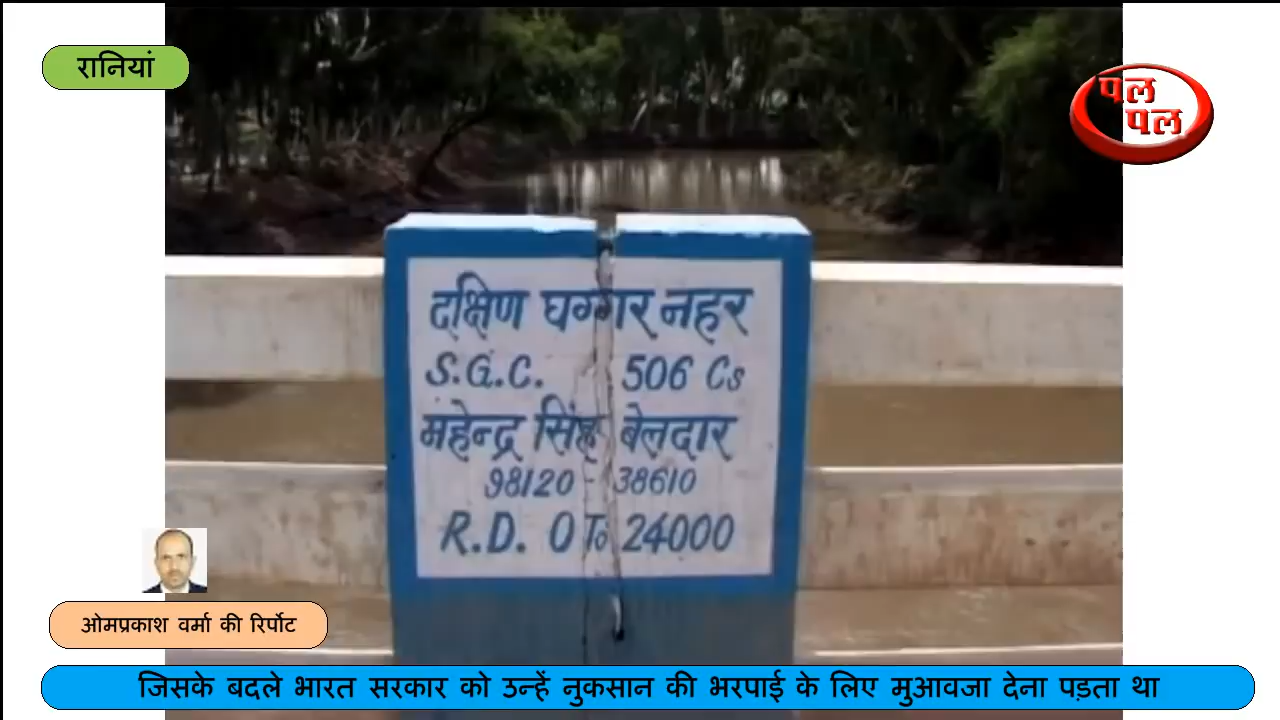 रानियां
पल
पल
दक्षिण घग्गर नहर
S.G.C. 506 Cs
महेन्द्र सिंह बेलदार
98120 - 38610
R.D. 0 To 24000
ओमप्रकाश वर्मा की रिर्पोट
जिसके बदले भारत सरकार को उन्हें नुकसान की भरपाई के लिए मुआवजा देना पड़ता था